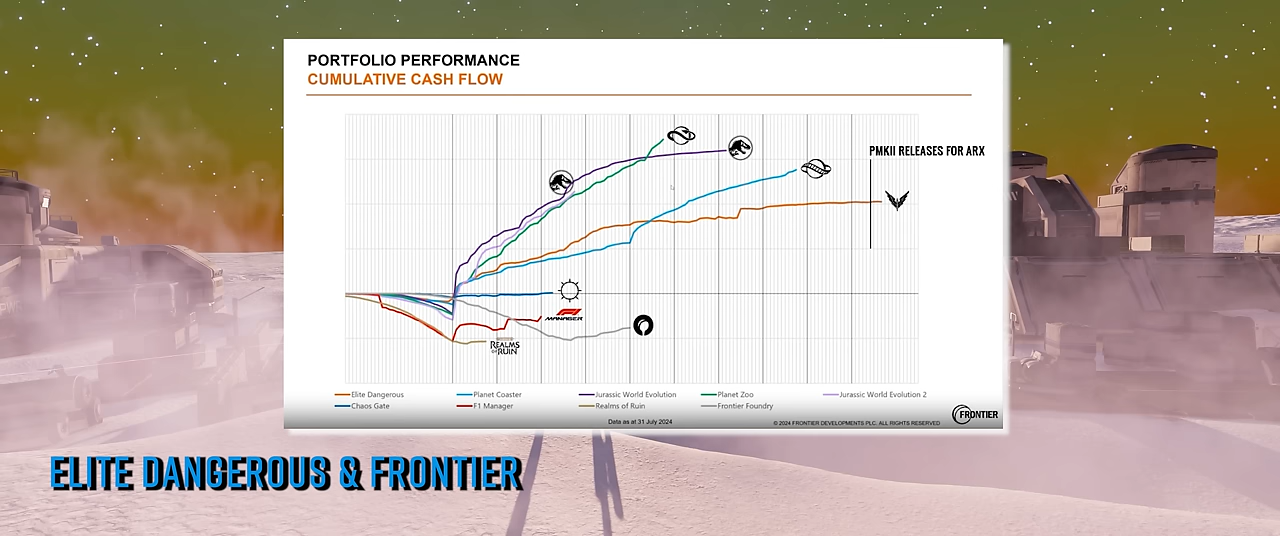 PORTFOLIO PERFORMANCE
CUMULATIVE CASH FLOW
PMKII RELEASES FOR ARX
F1
MANAGER
REALMS
OF RUIN
Elite Dangerous
Planet Coaster
Jurassic World Evolution
Planet Zoo
Jurassic World Evolution 2
Chaos Gate
F1 Manager
Realms of Ruin
Frontier Foundry
Data as at 31 July 2024
© 2024 FRONTIER DEVELOPMENTS PLC. ALL RIGHTS RESERVED
FRONTIER
ELITE DANGEROUS & FRONTIER